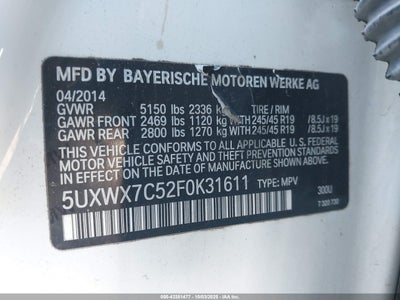 MFD BY BAYERISCHE MOTOREN WERKE AG
04/2014
GVWR 5150 lbs 2336 kg TIRE / RIM
GAWR FRONT 2469 lbs 1120 kg WITH 245/45 R19 /8.5J x 19
GAWR REAR 2800 lbs 1270 kg WITH 245/45 R19 /8.5J x 19
THIS VEHICLE CONFORMS TO ALL APPLICABLE FEDERAL
MOTOR VEHICLE SAFETY AND THEFT PREVENTION
STANDARDS IN EFFECT ON THE DATE OF MANUFACTURE
SHOWN ABOVE.
5UXWX7C52F0K31611 TYPE: MPV 300U
7 320 730